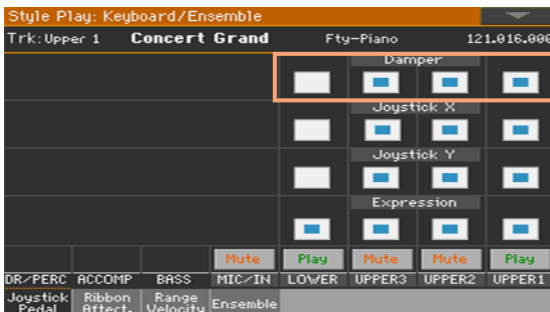 Style Play: Keyboard/Ensemble
Trk: Upper 1 Concert Grand Fty-Piano 121.016.000
Damper
Joystick X
Joystick Y
Expression
Mute Play Mute Mute Play
DR/PERC ACCOMP BASS MIC/IN LOWER UPPER3 UPPER2 UPPER1
Joystick Ribbon Range Ensemble
Pedal Affect. Velocity